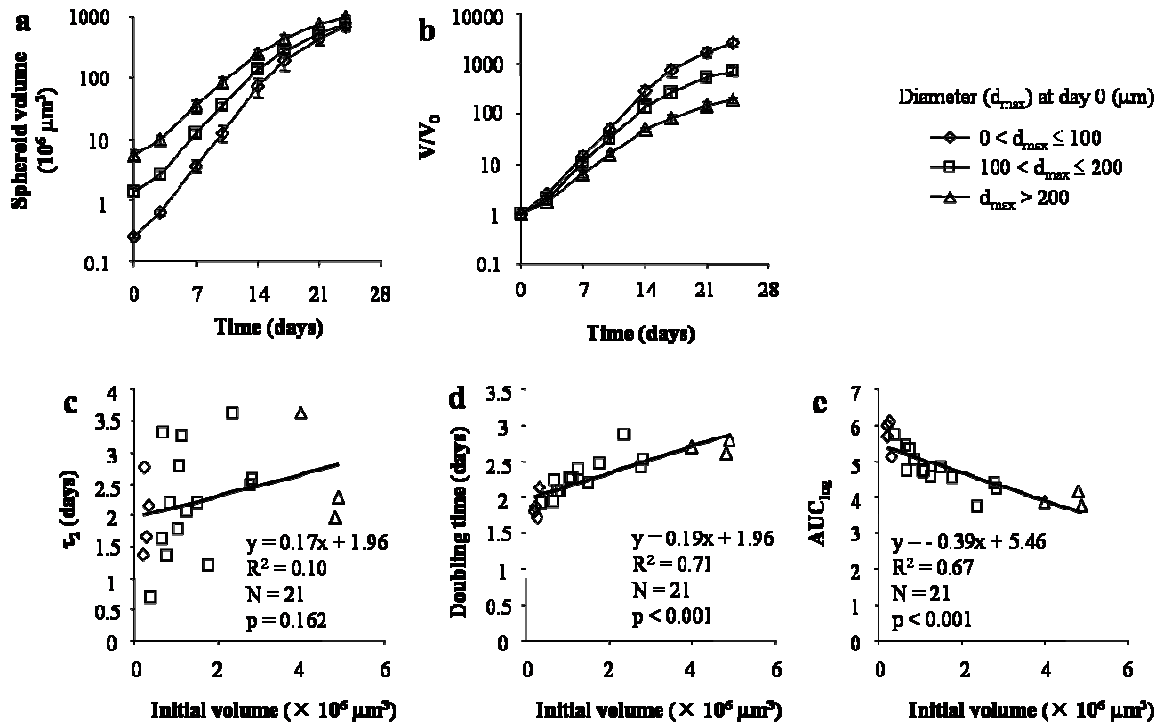 a
Spheroid volume
(10⁶ μm³)
1000
100
10
1
0.1
0 7 14 21 28
Time (days)
b
V/V₀
10000
1000
100
10
1
0.1
0 7 14 21 28
Time (days)
Diameter (dmax) at day 0 (μm)
0 < dmax ≤ 100
100 < dmax ≤ 200
dmax > 200
c
(days)
4
3.5
3
2.5
2
1.5
1
0.5
0
y = 0.17x + 1.96
R² = 0.10
N = 21
p = 0.162
0 2 4 6
Initial volume (× 10⁶ μm³)
d
Doubling time (days)
3.5
3
2.5
2
1.5
1
0.5
0
y = 0.19x + 1.96
R² = 0.71
N = 21
p < 0.001
0 2 4 6
Initial volume (× 10⁶ μm³)
e
AUClog
7
6
5
4
3
2
1
0
y = - 0.39x + 5.46
R² = 0.67
N = 21
p < 0.001
0 2 4 6
Initial volume (× 10⁶ μm³)